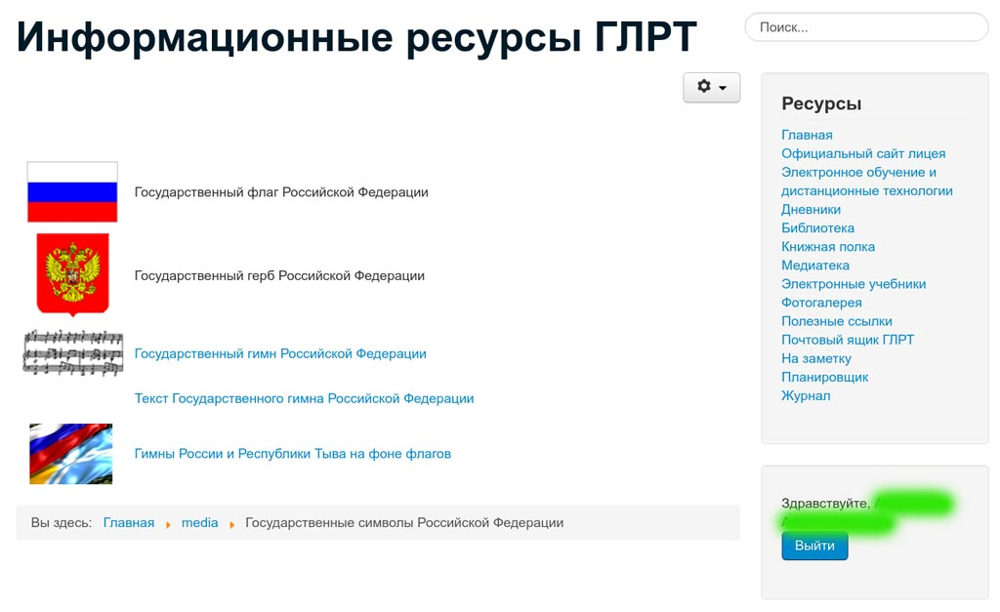 Информационные ресурсы ГЛРТ
Поиск...
Государственный флаг Российской Федерации
Государственный герб Российской Федерации
Государственный гимн Российской Федерации
Текст Государственного гимна Российской Федерации
Гимны России и Республики Тыва на фоне флагов
Вы здесь: Главная media Государственные символы Российской Федерации
Ресурсы
Главная
Официальный сайт лицея
Электронное обучение и
дистанционные технологии
Дневники
Библиотека
Книжная полка
Медиатека
Электронные учебники
Фотогалерея
Полезные ссылки
Почтовый ящик ГЛРТ
На заметку
Планировщик
Журнал
Здравствуйте,
Выйти